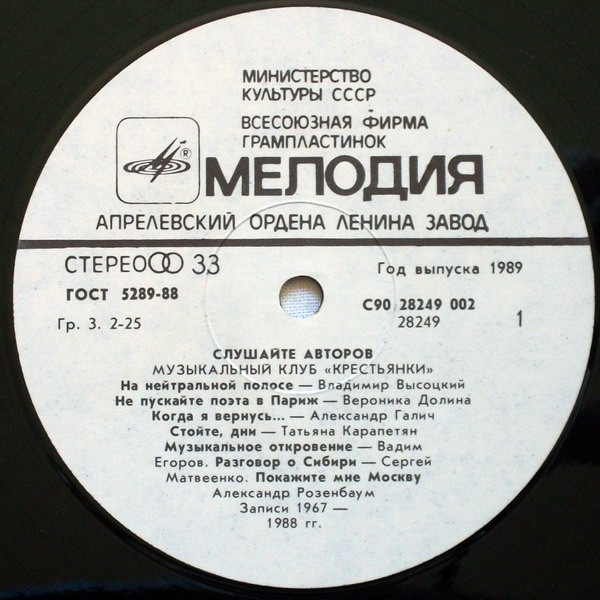 МИНИСТЕРСТВО
КУЛЬТУРЫ СССР
ВСЕСОЮЗНАЯ ФИРМА
ГРАМПЛАСТИНОК
®
МЕЛОДИЯ
АПРЕЛЕВСКИЙ ОРДЕНА ЛЕНИНА ЗАВОД
СТЕРЕО 33
Год выпуска 1989
ГОСТ 5289-88
С90 28249 002
Гр. 3. 2-25
28249
1
СЛУШАЙТЕ АВТОРОВ
МУЗЫКАЛЬНЫЙ КЛУБ «КРЕСТЬЯНКИ»
На нейтральной полосе — Владимир Высоцкий
Не пускайте поэта в Париж — Вероника Долина
Когда я вернусь... — Александр Галич
Стойте, дни — Татьяна Карапетян
Музыкальное откровение — Вадим
Егоров. Разговор о Сибири — Сергей
Матвеенко. Покажите мне Москву
Александр Розенбаум
Записи 1967 —
1988 гг.